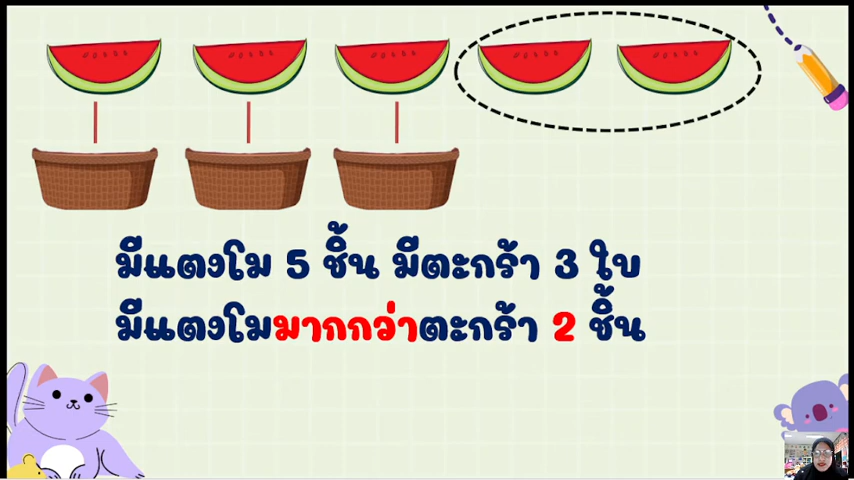 มีแตงโม 5 ชิ้น มีตะกร้า 3 ใบ
มีแตงโมมากกว่าตะกร้า 2 ชิ้น